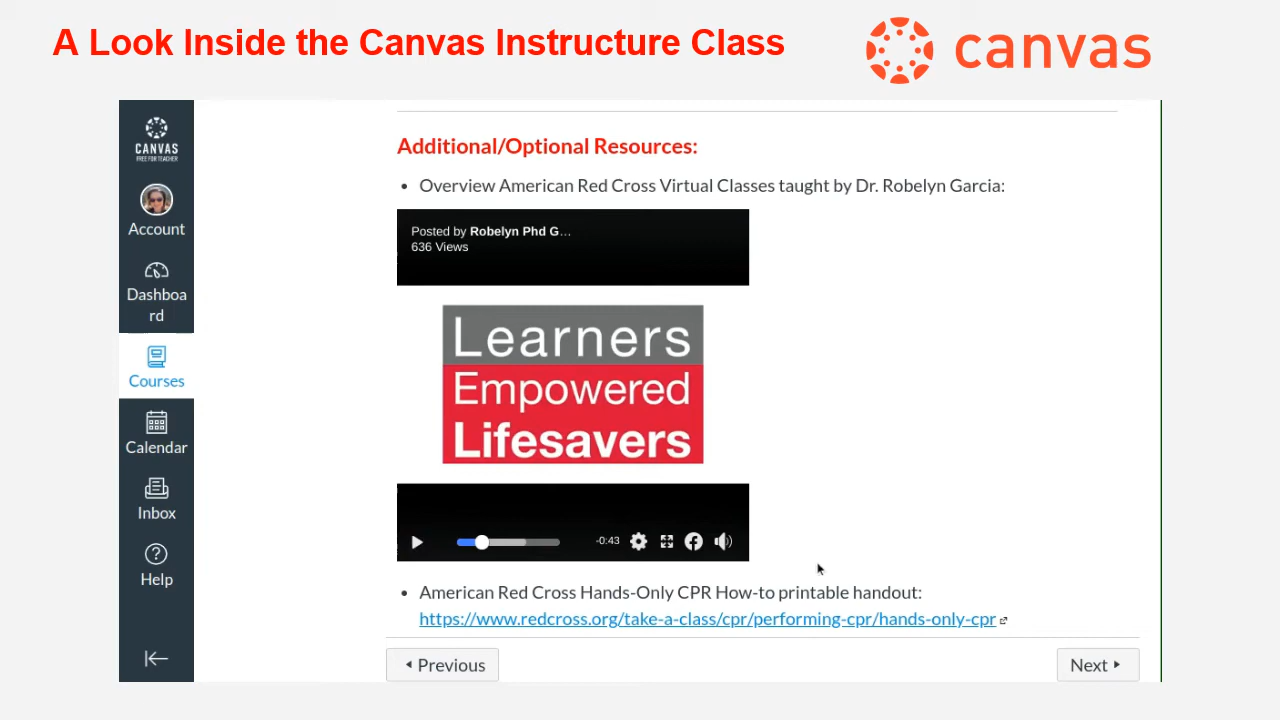 A Look Inside the Canvas Instructure Class
canvas
CANVAS
FREE FOR TEACHER
Account
Dashboa
rd
Courses
Calendar
Inbox
Help
Additional/Optional Resources:
• Overview American Red Cross Virtual Classes taught by Dr. Robelyn Garcia:
Posted by Robelyn Phd G...
636 Views
Learners
Empowered
Lifesavers
-0:43
• American Red Cross Hands-Only CPR How-to printable handout:
https://www.redcross.org/take-a-class/cpr/performing-cpr/hands-only-cpr
Previous
Next